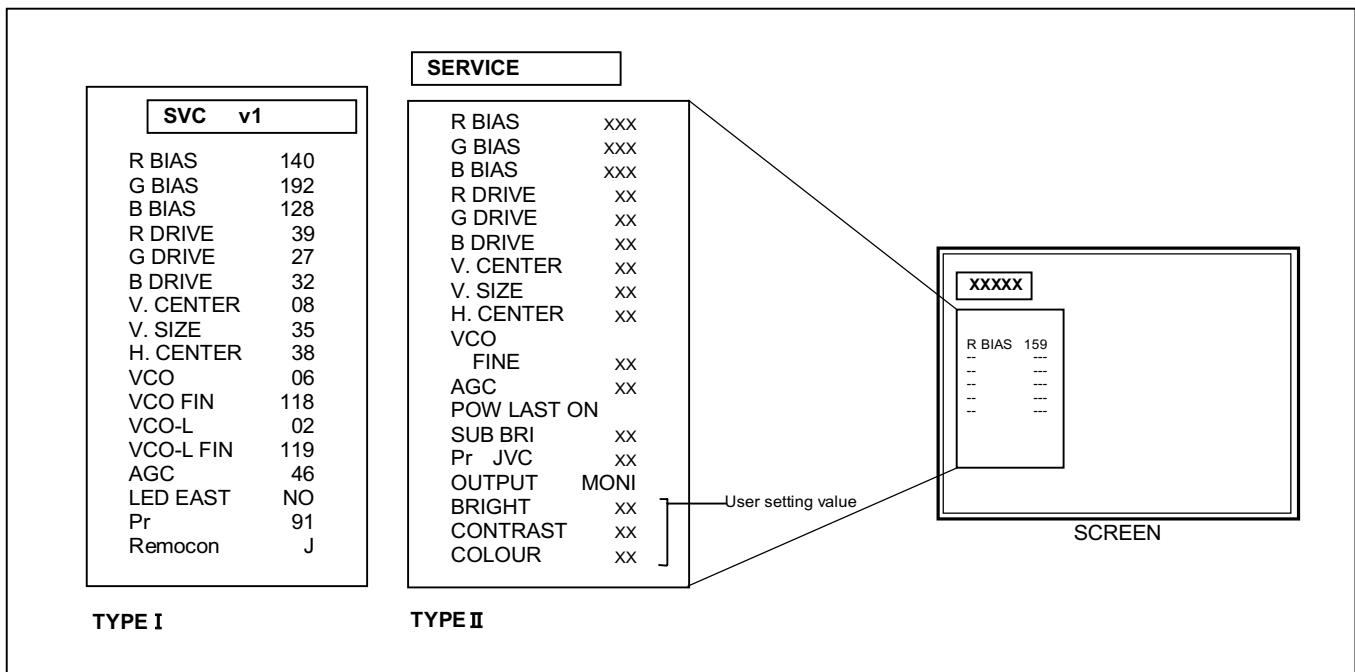 SVC v1
R BIAS 140
G BIAS 192
B BIAS 128
R DRIVE 39
G DRIVE 27
B DRIVE 32
V. CENTER 08
V. SIZE 35
H. CENTER 38
VCO 06
VCO FIN 118
VCO-L 02
VCO-L FIN 119
AGC 46
LED EAST NO
Pr 91
Remocon J
TYPE I
SERVICE
R BIAS XXX
G BIAS XXX
B BIAS XXX
R DRIVE XX
G DRIVE XX
B DRIVE XX
V. CENTER XX
V. SIZE XX
H. CENTER XX
VCO
FINE XX
AGC XX
POW LAST ON
SUB BRI XX
Pr JVC XX
OUTPUT MONI
BRIGHT XX
CONTRAST XX
COLOUR XX
User setting value
TYPE II
XXXXX
R BIAS 159
-- ---
-- ---
-- ---
-- ---
-- ---
SCREEN